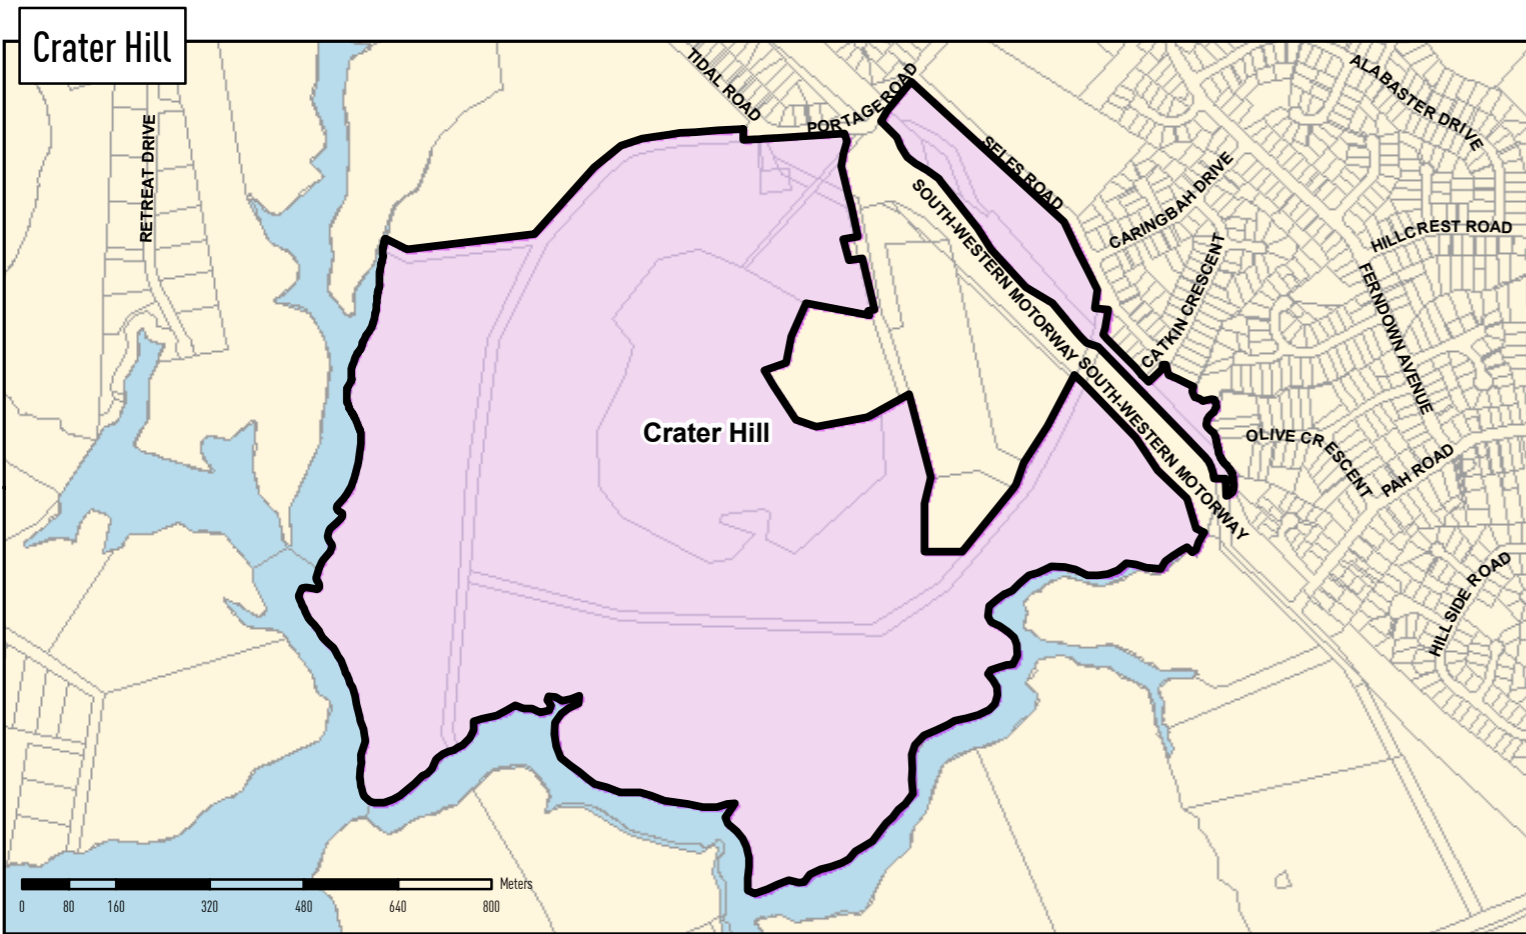 Crater Hill
TIDAL ROAD
PORTAGE ROAD
ALABASTER DRIVE
RETREAT DRIVE
SELFS ROAD
CARINGBAH DRIVE
SOUTH-WESTERN MOTORWAY
HILLCREST ROAD
CATKIN CRESCENT
FERNDOWN AVENUE
SOUTH-WESTERN MOTORWAY
Crater Hill
OLIVE CRESCENT
PAH ROAD
HILLSIDE ROAD
Meters
0 80 160 320 480 640 800